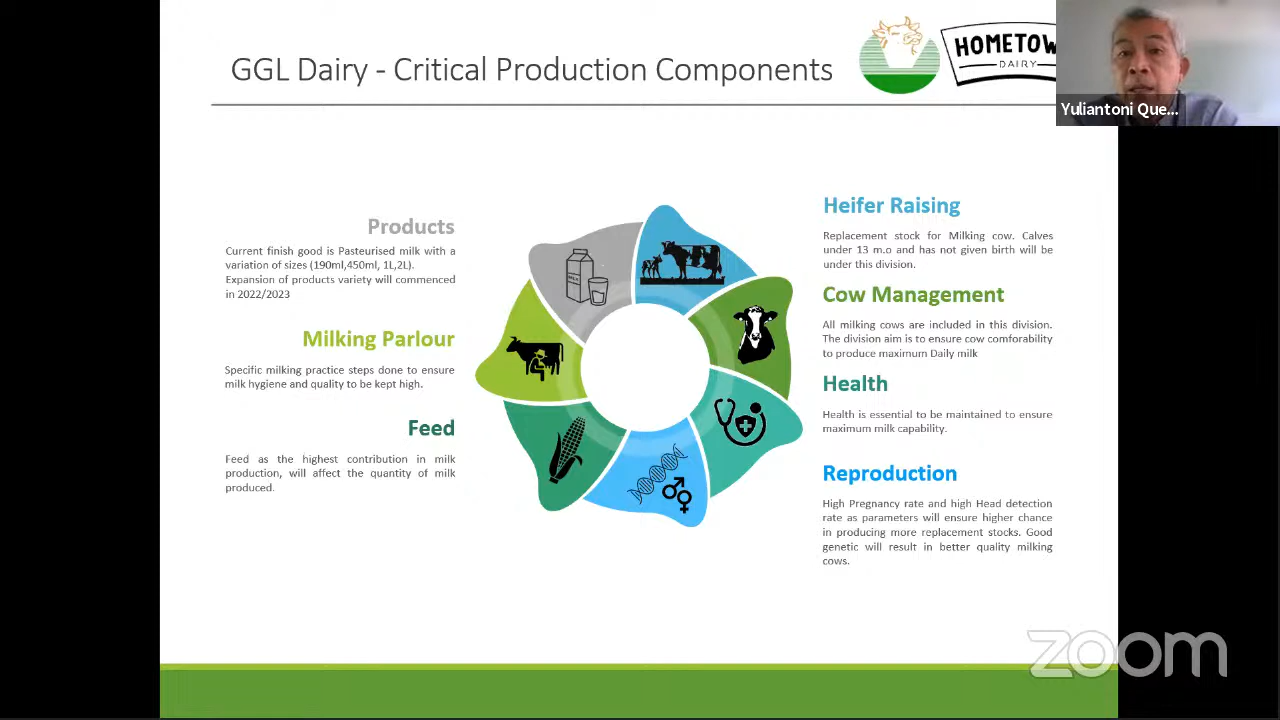 GGL Dairy - Critical Production Components
HOMETOW
DAIRY
Yuliantoni Que...
Products
Current finish good is Pasteurised milk with a
variation of sizes (190ml,450ml, 1L,2L).
Expansion of products variety will commenced
in 2022/2023
Milking Parlour
Specific milking practice steps done to ensure
milk hygiene and quality to be kept high.
Feed
Feed as the highest contribution in milk
production, will affect the quantity of milk
produced.
MILK
Heifer Raising
Replacement stock for Milking cow. Calves
under 13 m.o and has not given birth will be
under this division.
Cow Management
All milking cows are included in this division.
The division aim is to ensure cow comforability
to produce maximum Daily milk
Health
Health is essential to be maintained to ensure
maximum milk capability.
Reproduction
High Pregnancy rate and high Head detection
rate as parameters will ensure higher chance
in producing more replacement stocks. Good
genetic will result in better quality milking
cows.
zoom